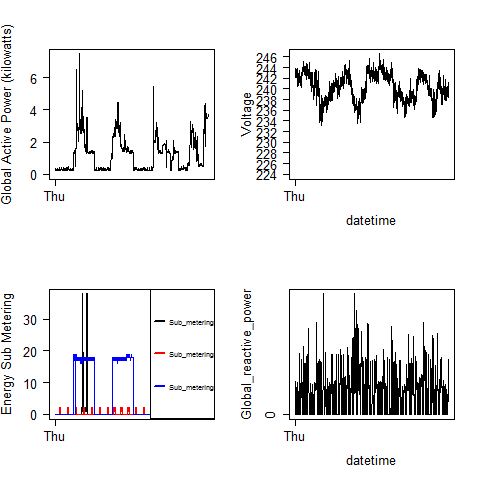 Global Active Power (kilowatts)
6
4
2
0
Thu
Voltage
246
244
242
240
238
236
234
232
230
228
226
224
Thu
datetime
Energy Sub Metering
30
20
10
0
Thu
Sub_metering
Sub_metering
Sub_metering
Global_reactive_power
0
Thu
datetime